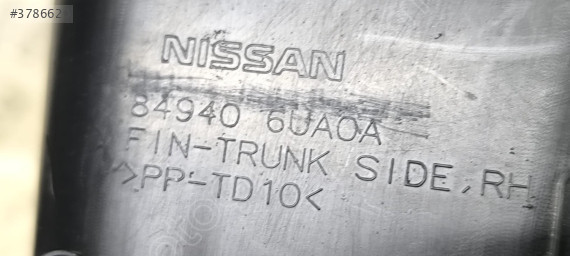 #378662
NISSAN
84940 6UA0A
FIN-TRUNK SIDE,RH
>PP-TD10<